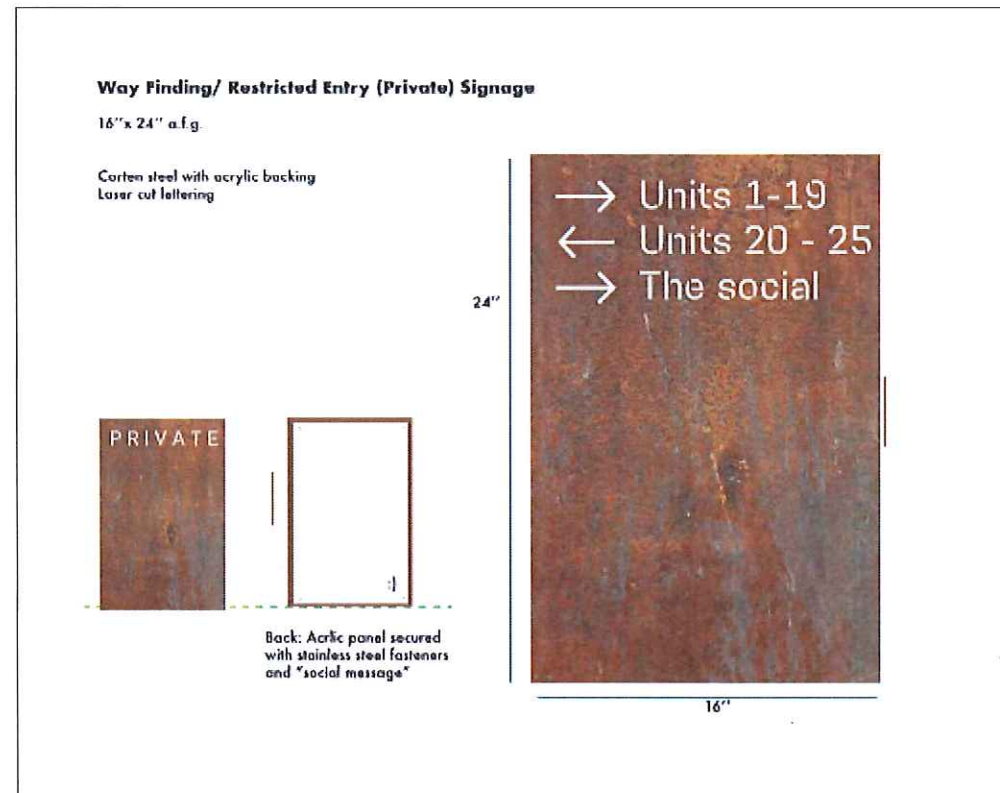 Way Finding/ Restricted Entry (Private) Signage
16"x 24" a.f.g.
Corten steel with acrylic backing
Laser cut lettering
→ Units 1-19
← Units 20 - 25
→ The social
24"
PRIVATE
Back: Acrlic panel secured
with stainless steel fasteners
and "social message"
16"